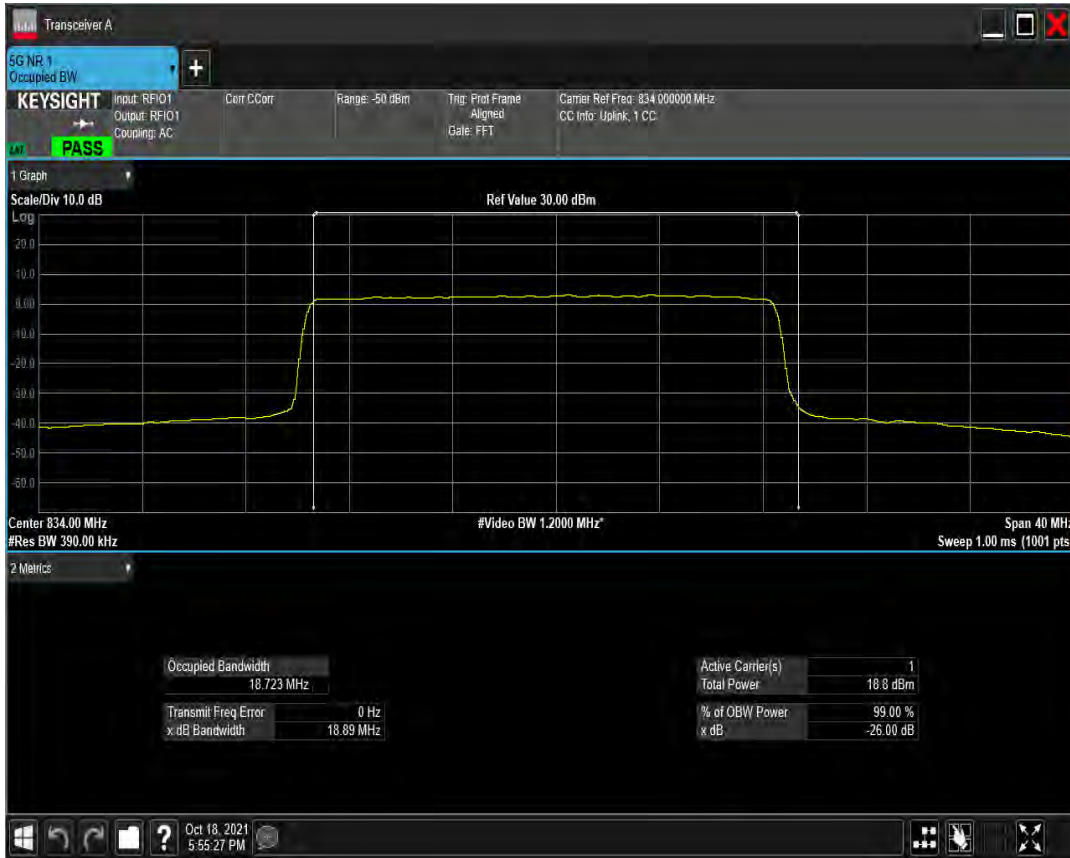 Transceiver A
5G NR 1
Occupied BW
KEYSIGHT
Input: RFIO1
Output: RFIO1
Coupling: AC
Corr CCorr
Range: -50 dBm
Trig: Prot Frame
Aligned
Gate: FFT
Carrier Ref Freq: 834.000000 MHz
CC Info: Uplink, 1 CC
PASS
1 Graph
Scale/Div 10.0 dB
Ref Value 30.00 dBm
Log
20.0
10.0
0.00
-10.0
-20.0
-30.0
-40.0
-50.0
-60.0
Center 834.00 MHz
#Video BW 1.2000 MHz*
Span 40 MHz
#Res BW 390.00 kHz
Sweep 1.00 ms (1001 pts
2 Metrics
Occupied Bandwidth
18.723 MHz
Transmit Freq Error 0 Hz
x dB Bandwidth 18.89 MHz
Active Carrier(s) 1
Total Power 18.8 dBm
% of OBW Power 99.00 %
x dB -26.00 dB
?
Oct 18, 2021
5:55:27 PM